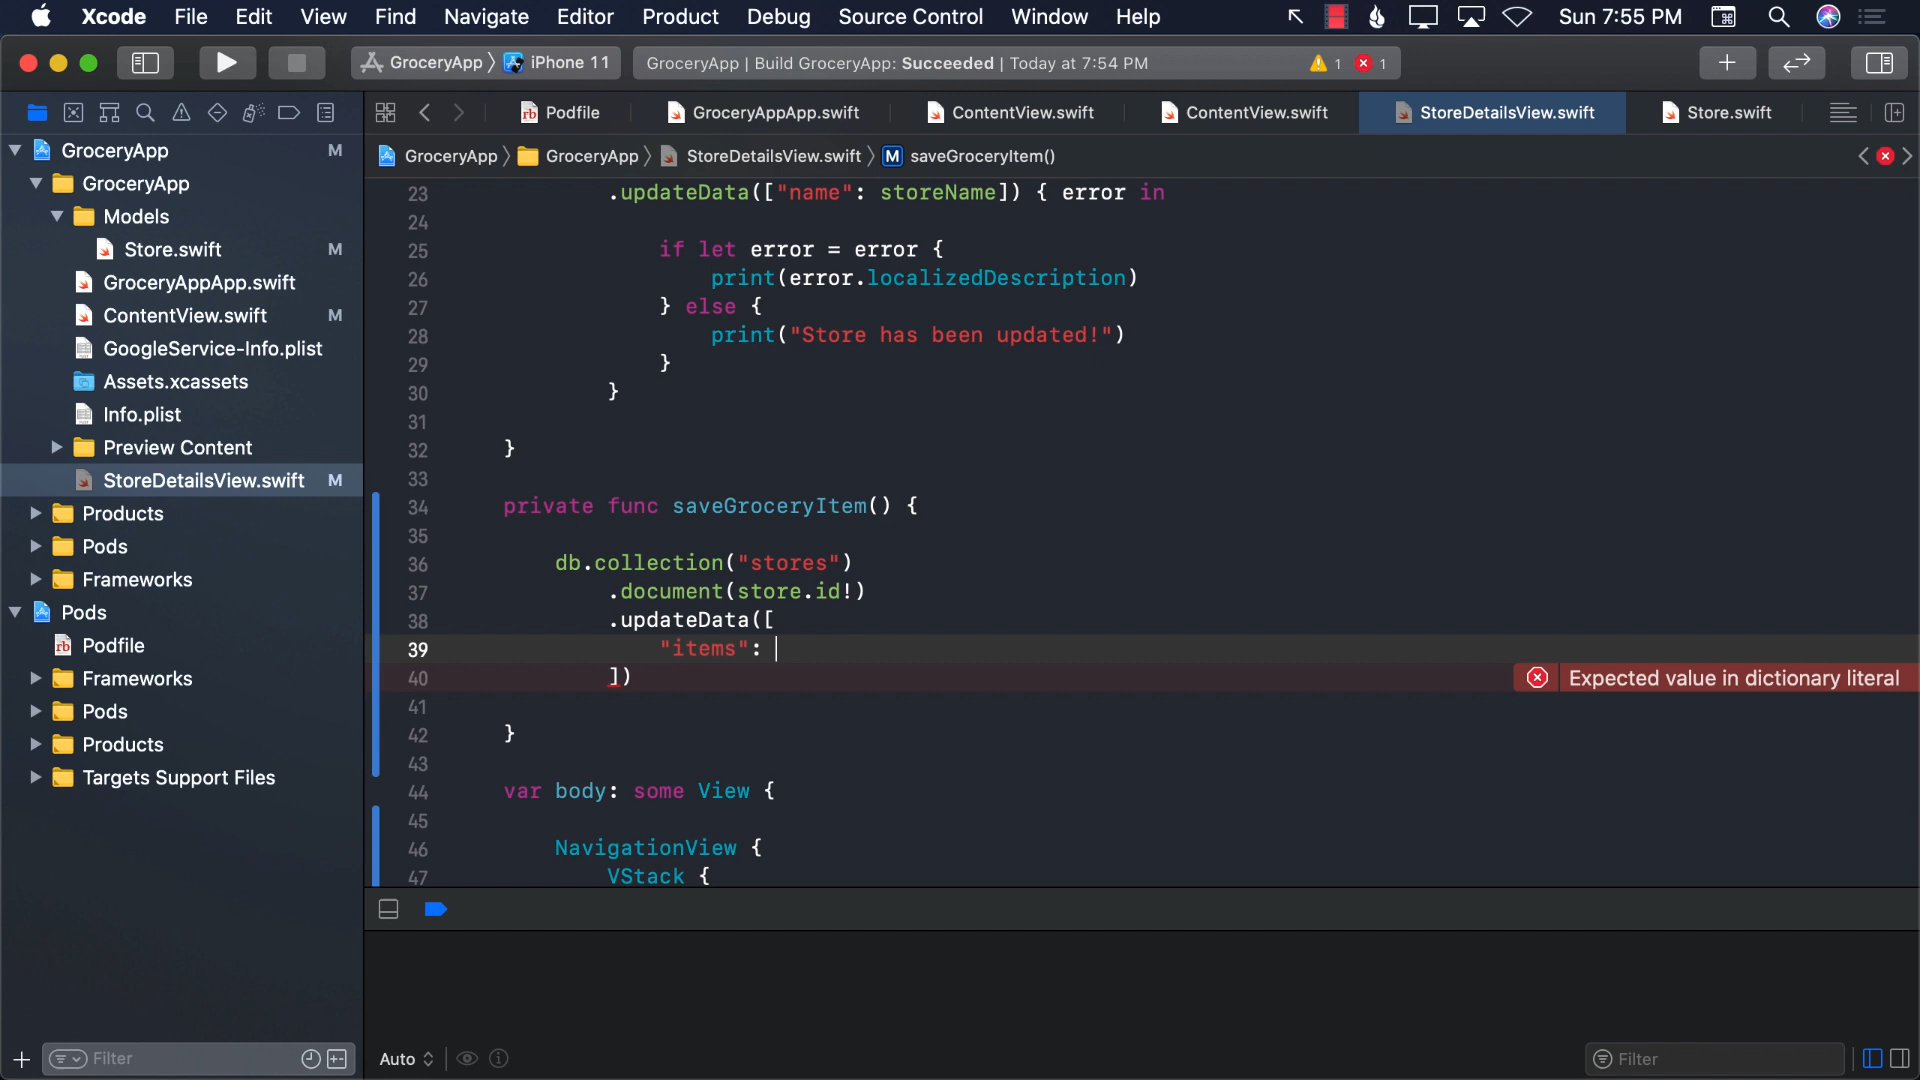 Xcode File Edit View Find Navigate Editor Product Debug Source Control Window Help Sun 7:55 PM
GroceryApp iPhone 11 GroceryApp | Build GroceryApp: Succeeded | Today at 7:54 PM 1 1
Podfile GroceryAppApp.swift ContentView.swift ContentView.swift StoreDetailsView.swift Store.swift
GroceryApp GroceryApp StoreDetailsView.swift M saveGroceryItem()
GroceryApp M
GroceryApp
Models
Store.swift M
GroceryAppApp.swift
ContentView.swift M
GoogleService-Info.plist
Assets.xcassets
Info.plist
Preview Content
StoreDetailsView.swift M
Products
Pods
Frameworks
Pods
rb Podfile
Frameworks
Pods
Products
Targets Support Files
Filter
23 .updateData(["name": storeName]) { error in
24
25 if let error = error {
26 print(error.localizedDescription)
27 } else {
28 print("Store has been updated!")
29 }
30 }
31
32 }
33
34 private func saveGroceryItem() {
35
36 db.collection("stores")
37 .document(store.id!)
38 .updateData([
39 "items":
40 ]) Expected value in dictionary literal
41
42 }
43
44 var body: some View {
45
46 NavigationView {
47 VStack {
Auto Filter